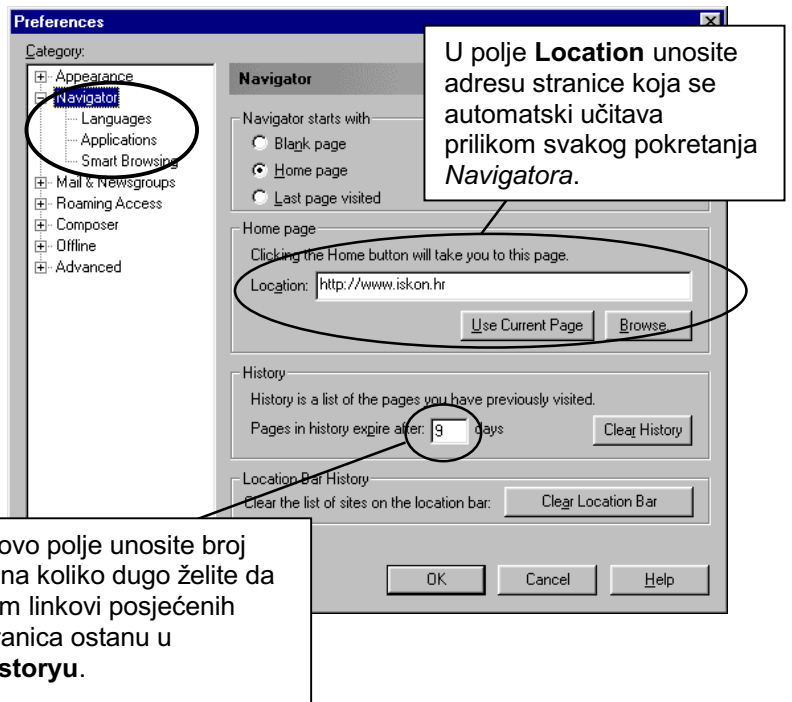 Preferences
Category:
Appearance
Navigator
Languages
Applications
Smart Browsing
Mail & Newsgroups
Roaming Access
Composer
Offline
Advanced
Navigator
Navigator starts with
Blank page
Home page
Last page visited
U polje Location unosite
adresu stranice koja se
automatski učitava
prilikom svakog pokretanja
Navigatora.
Home page
Clicking the Home button will take you to this page.
Location: http://www.iskon.hr
Use Current Page Browse...
History
History is a list of the pages you have previously visited.
Pages in history expire after: 9 days Clear History
Location Bar History
Clear the list of sites on the location bar: Clear Location Bar
OK Cancel Help
ovo polje unosite broj
na koliko dugo želite da
m linkovi posjećenih
ranica ostanu u
storyu.